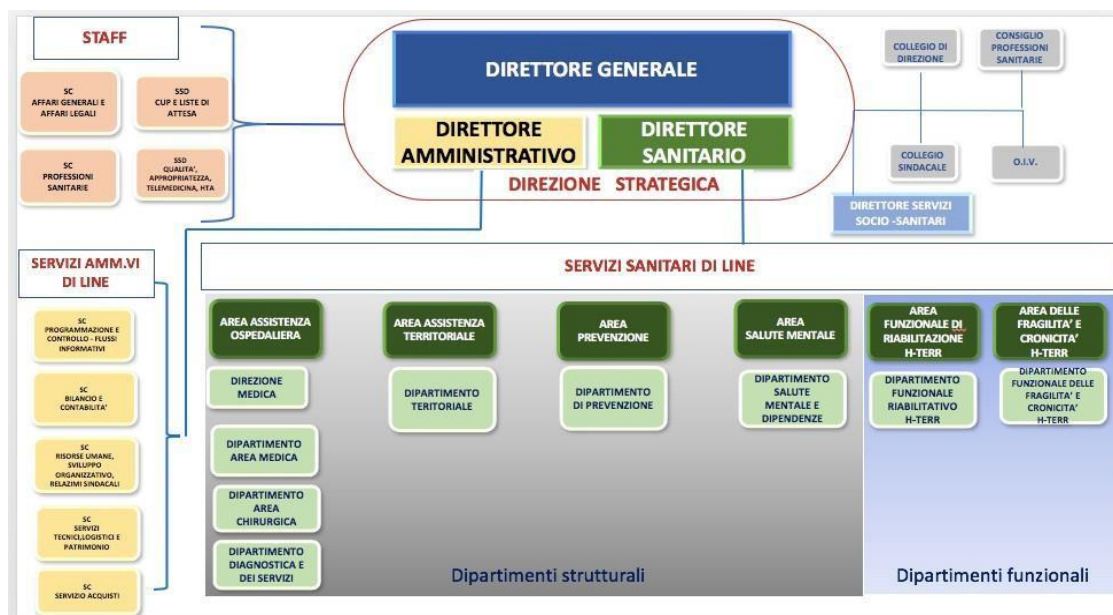 STAFF
SC
AFFARI GENERALI E
AFFARI LEGALI
SSD
CUP E LISTE DI
ATTESA
SC
PROFESSIONI
SANITARIE
SSD
QUALITA',
APPROPRIATEZZA,
TELEMEDICINA, HTA
DIRETTORE GENERALE
DIRETTORE
AMMINISTRATIVO
DIRETTORE
SANITARIO
DIREZIONE STRATEGICA
COLLEGIO DI
DIREZIONE
CONSIGLIO
PROFESSIONI
SANITARIE
COLLEGIO
SINDACALE
O.I.V.
DIRETTORE SERVIZI
SOCIO -SANITARI
SERVIZI AMM.VI
DI LINE
SC
PROGRAMMAZIONE E
CONTROLLO - FLUSSI
INFORMATIVI
SC
BILANCIO E
CONTABILITA'
SC
RISORSE UMANE,
SVILUPPO
ORGANIZZATIVO,
RELAZIMI SINDACALI
SC
SERVIZI
TECNICI,LOGISTICI E
PATRIMONIO
SC
SERVIZIO ACQUISTI
SERVIZI SANITARI DI LINE
AREA ASSISTENZA
OSPEDALIERA
DIREZIONE
MEDICA
DIPARTIMENTO
AREA MEDICA
DIPARTIMENTO
AREA
CHIRURGICA
DIPARTIMENTO
DIAGNOSTICA E
DEI SERVIZI
AREA ASSISTENZA
TERRITORIALE
DIPARTIMENTO
TERITORIALE
AREA
PREVENZIONE
DIPARTIMENTO
DI PREVENZIONE
AREA
SALUTE MENTALE
DIPARTIMENTO
SALUTE
MENTALE E
DIPENDENZE
AREA
FUNZIONALE DI
RIABILITAZIONE
H-TERR
DIPARTIMENTO
FUNZIONALE
RIABILITATIVO
H-TERR
AREA DELLE
FRAGILITA' E
CRONICITA'
H-TERR
DIPARTIMENTO
FUNZIONALE DELLE
FRAGILITA' E
CRONICITA'
H-TERR
Dipartimenti strutturali
Dipartimenti funzionali